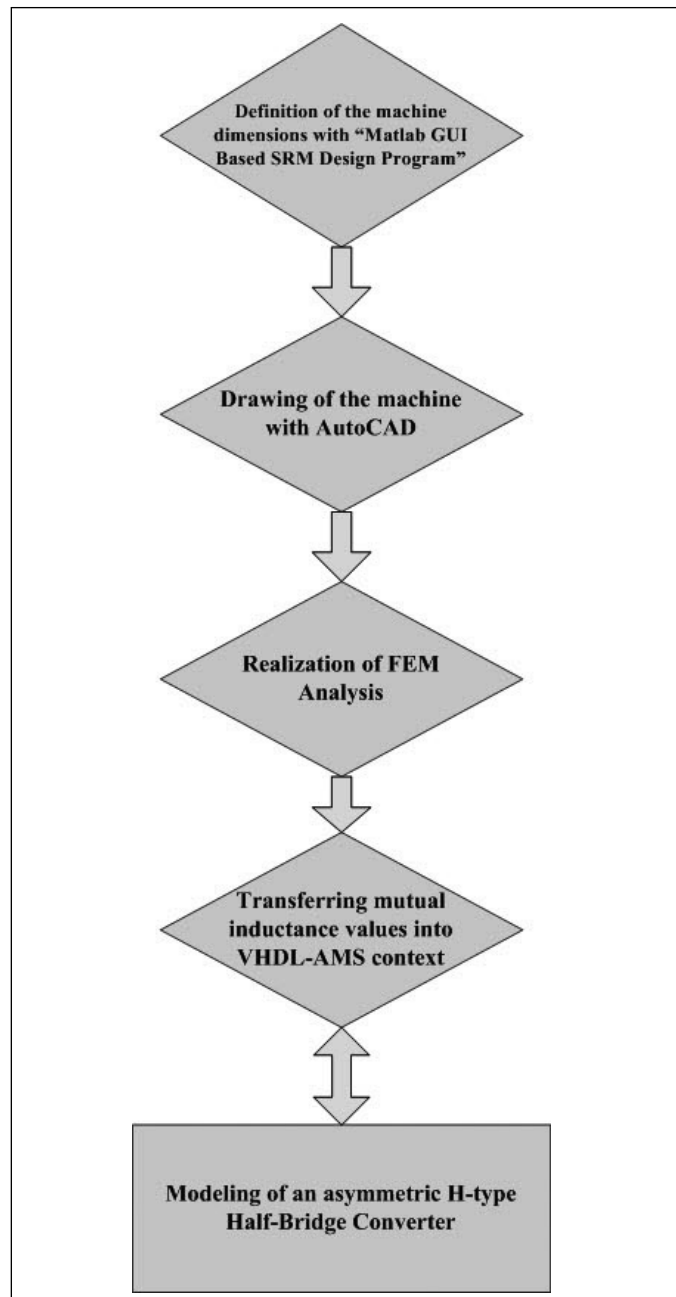 Definition of the machine
dimensions with “Matlab GUI
Based SRM Design Program”
Drawing of the machine
with AutoCAD
Realization of FEM
Analysis
Transferring mutual
inductance values into
VHDL-AMS context
Modeling of an asymmetric H-type
Half-Bridge Converter